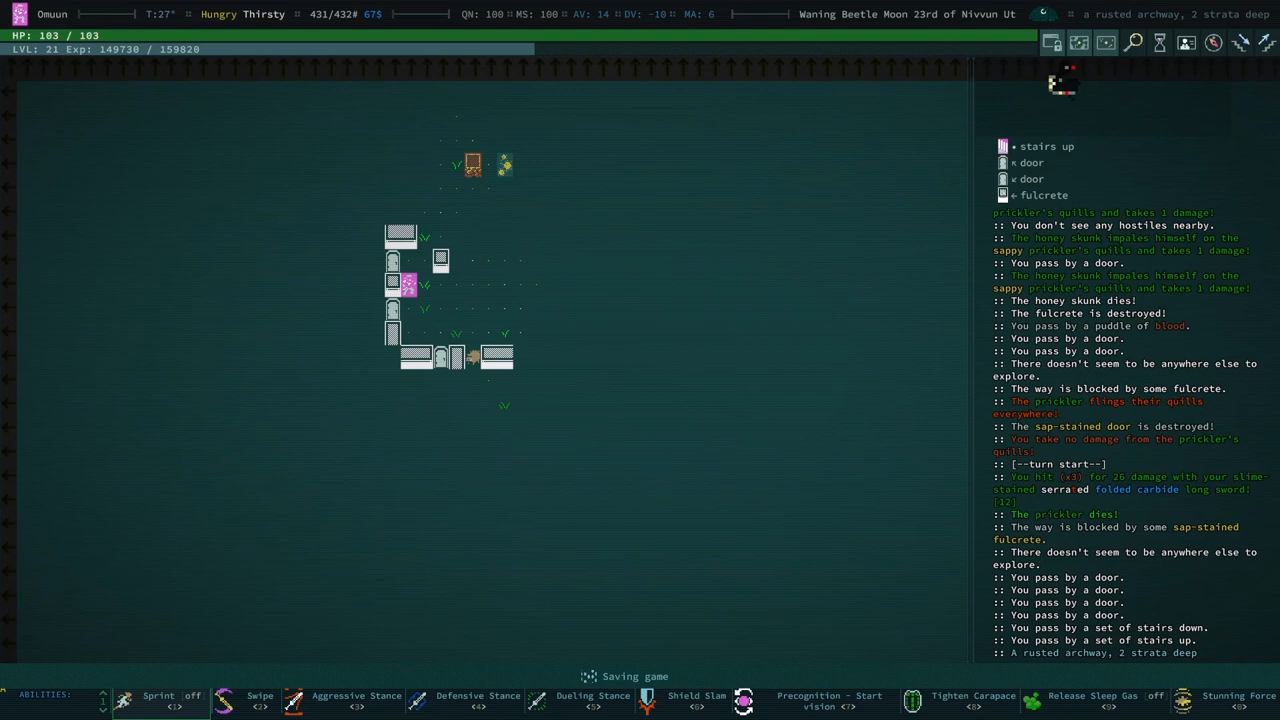 Omuun T:27° Hungry Thirsty 431/432# 67$ QN: 100 MS: 100 AV: 14 DV: -10 MA: 6 Waning Beetle Moon 23rd of Nivvun Ut a rusted archway, 2 strata deep
HP: 103 / 103
LVL: 21 Exp: 149730 / 159820
stairs up
door
door
fulcrete
prickler's quills and takes 1 damage!
:: You don't see any hostiles nearby.
:: The honey skunk impales himself on the
sappy prickler's quills and takes 1 damage!
:: You pass by a door.
:: The honey skunk impales himself on the
sappy prickler's quills and takes 1 damage!
:: The honey skunk dies!
:: The fulcrete is destroyed!
:: You pass by a puddle of blood.
:: You pass by a door.
:: You pass by a door.
:: There doesn't seem to be anywhere else to
explore.
:: The way is blocked by some fulcrete.
:: The prickler flings their quills
everywhere!
:: The sap-stained door is destroyed!
:: You take no damage from the prickler's
quills!
:: [--turn start--]
:: You hit (x3) for 26 damage with your slime-
stained serrated folded carbide long sword!
[12]
:: The prickler dies!
:: The way is blocked by some sap-stained
fulcrete.
:: There doesn't seem to be anywhere else to
explore.
:: You pass by a door.
:: You pass by a door.
:: You pass by a door.
:: You pass by a door.
:: You pass by a set of stairs down.
:: You pass by a set of stairs up.
:: A rusted archway, 2 strata deep
Saving game
ABILITIES:
1
Sprint off <1>
Swipe <2>
Aggressive Stance <3>
Defensive Stance <4>
Dueling Stance <5>
Shield Slam <6>
Precognition - Start
vision <7>
Tighten Carapace <8>
Release Sleep Gas off <9>
Stunning Force <0>